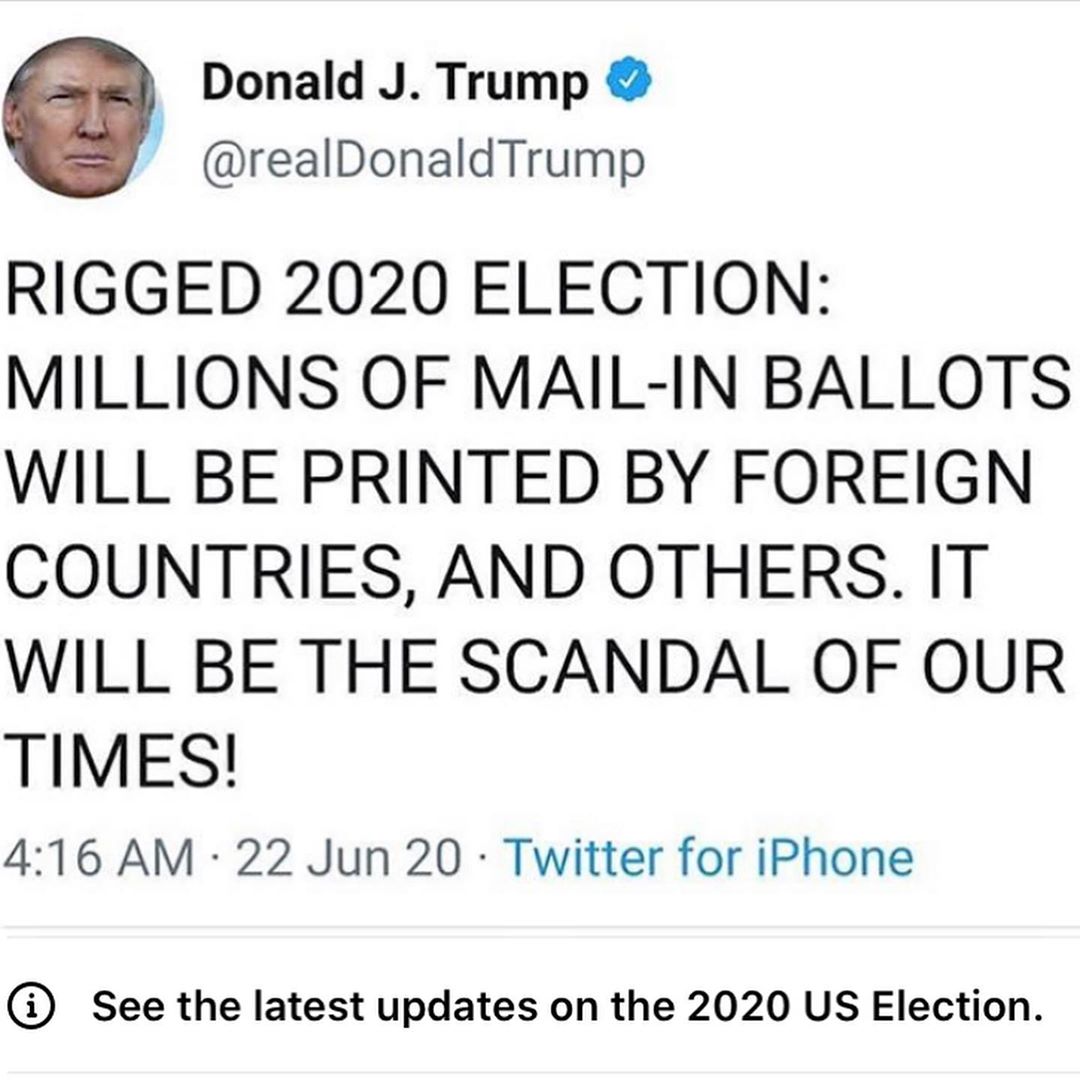 Donald J. Trump
@realDonaldTrump
RIGGED 2020 ELECTION:
MILLIONS OF MAIL-IN BALLOTS
WILL BE PRINTED BY FOREIGN
COUNTRIES, AND OTHERS. IT
WILL BE THE SCANDAL OF OUR
TIMES!
4:16 AM · 22 Jun 20 · Twitter for iPhone
See the latest updates on the 2020 US Election.